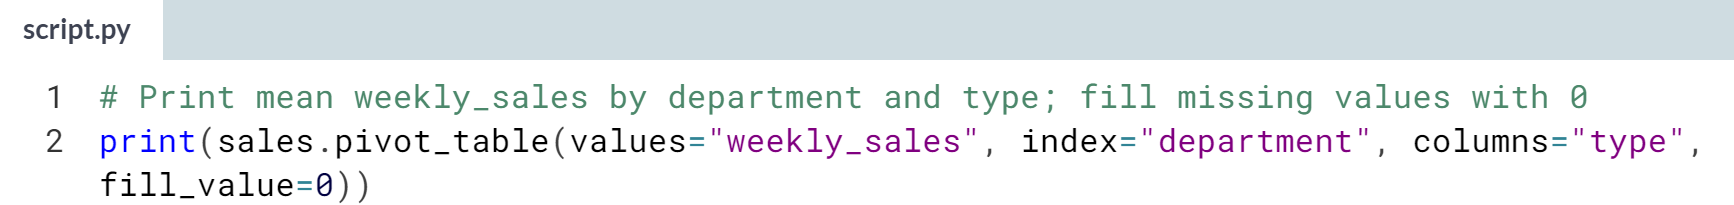 script.py
1 # Print mean weekly_sales by department and type; fill missing values with 0
2 print(sales.pivot_table(values="weekly_sales", index="department", columns="type",
fill_value=0))